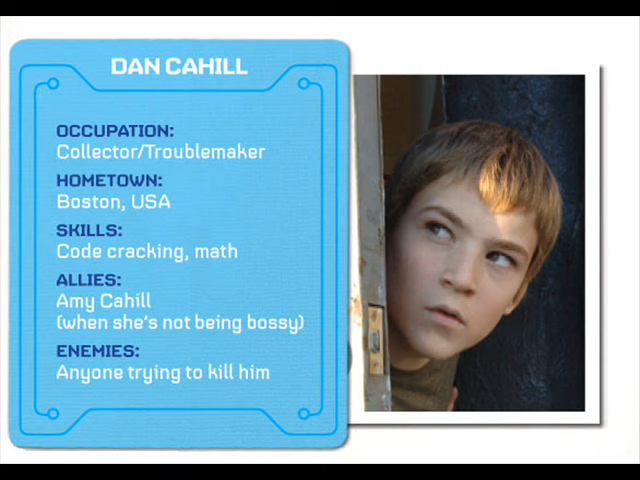 DAN CAHILL
OCCUPATION:
Collector/Troublemaker
HOMETOWN:
Boston, USA
SKILLS:
Code cracking, math
ALLIES:
Amy Cahill
(when she's not being bossy)
ENEMIES:
Anyone trying to kill him